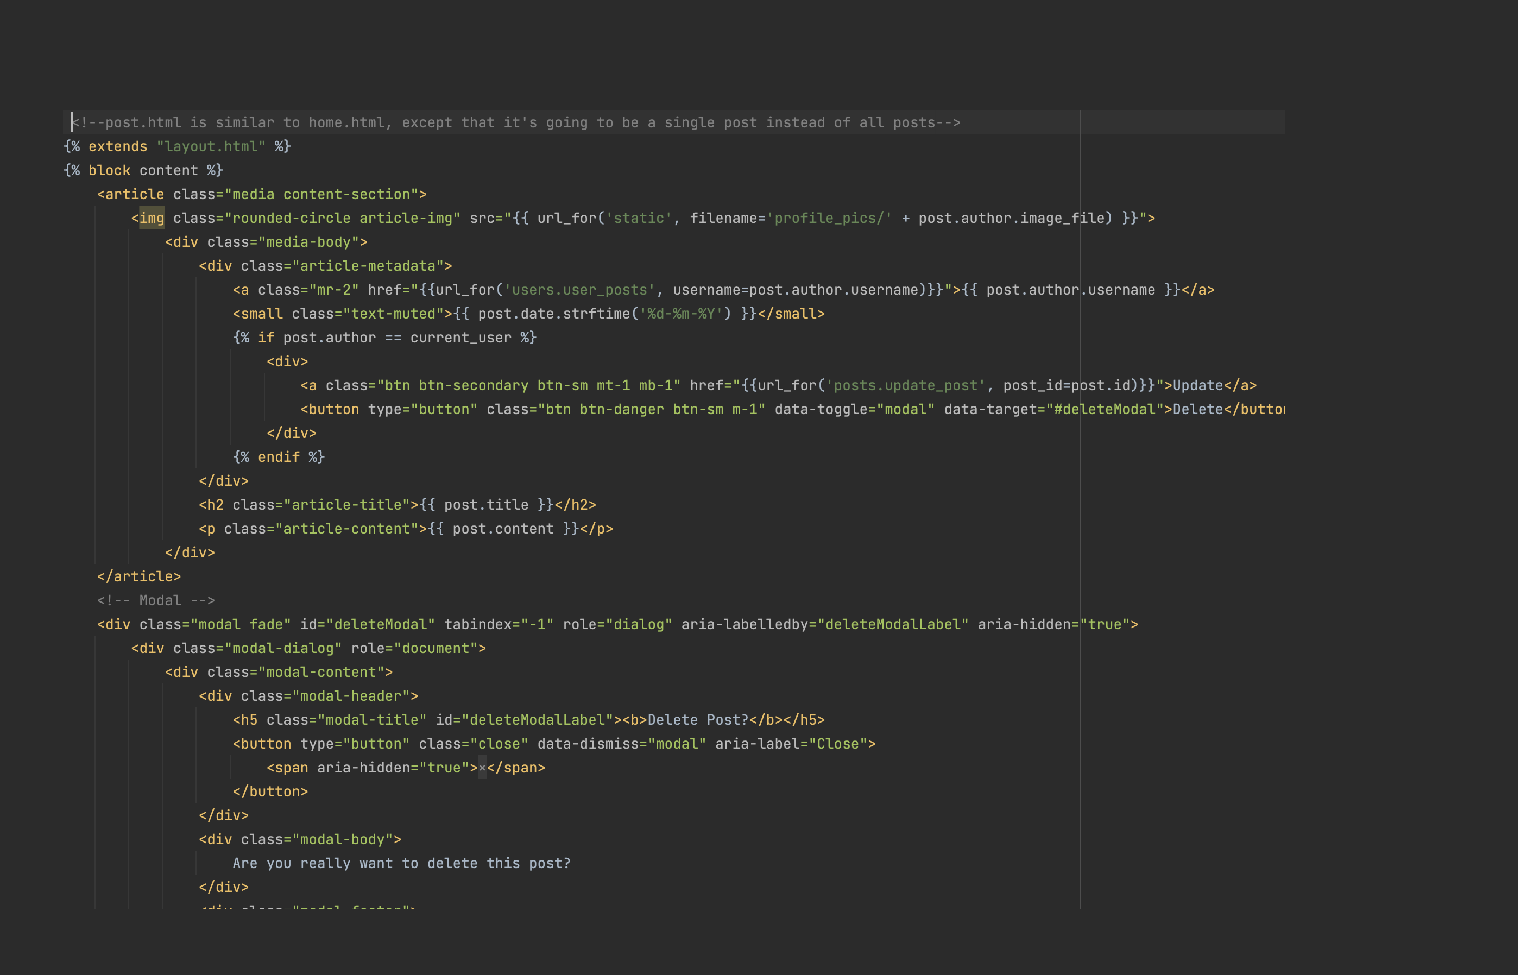 <!--post.html is similar to home.html, except that it's going to be a single post instead of all posts-->
{% extends "layout.html" %}
{% block content %}
    <article class="media content-section">
        <img class="rounded-circle article-img" src="{{ url_for('static', filename='profile_pics/' + post.author.image_file) }}">
            <div class="media-body">
                <div class="article-metadata">
                    <a class="mr-2" href="{{url_for('users.user_posts', username=post.author.username)}}">{{ post.author.username }}</a>
                    <small class="text-muted">{{ post.date.strftime('%d-%m-%Y') }}</small>
                    {% if post.author == current_user %}
                        <div>
                            <a class="btn btn-secondary btn-sm mt-1 mb-1" href="{{url_for('posts.update_post', post_id=post.id)}}">Update</a>
                            <button type="button" class="btn btn-danger btn-sm m-1" data-toggle="modal" data-target="#deleteModal">Delete</button
                        </div>
                    {% endif %}
                </div>
                <h2 class="article-title">{{ post.title }}</h2>
                <p class="article-content">{{ post.content }}</p>
            </div>
    </article>
    <!-- Modal -->
    <div class="modal fade" id="deleteModal" tabindex="-1" role="dialog" aria-labelledby="deleteModalLabel" aria-hidden="true">
        <div class="modal-dialog" role="document">
            <div class="modal-content">
                <div class="modal-header">
                    <h5 class="modal-title" id="deleteModalLabel"><b>Delete Post?</b></h5>
                    <button type="button" class="close" data-dismiss="modal" aria-label="Close">
                        <span aria-hidden="true">×</span>
                    </button>
                </div>
                <div class="modal-body">
                    Are you really want to delete this post?
                </div>